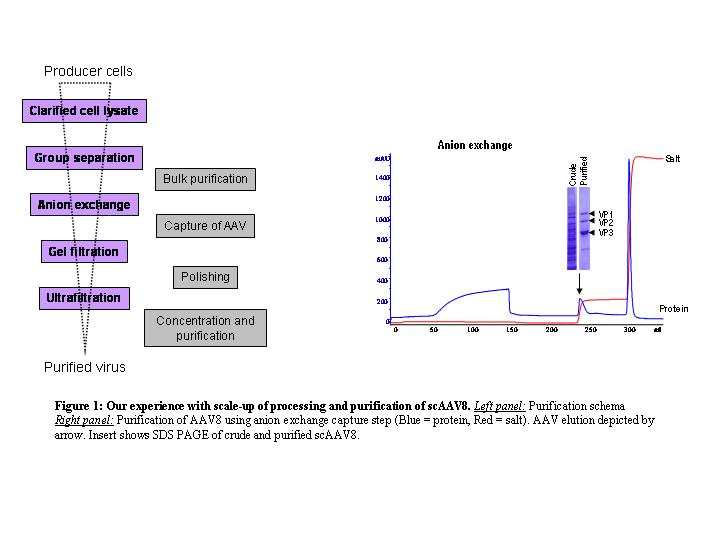 Producer cells
Clarified cell lysate
Group separation
Bulk purification
Anion exchange
Capture of AAV
Gel filtration
Polishing
Ultrafiltration
Concentration and
purification
Purified virus
Anion exchange
mAU
1400
1200
1000
800
600
400
200
0
0 50 100 150 200 250 300 ml
Crude
Purified
VP1
VP2
VP3
Salt
Protein
Figure 1: Our experience with scale-up of processing and purification of scAAV8. Left panel: Purification schema
Right panel: Purification of AAV8 using anion exchange capture step (Blue = protein, Red = salt). AAV elution depicted by
arrow. Insert shows SDS PAGE of crude and purified scAAV8.